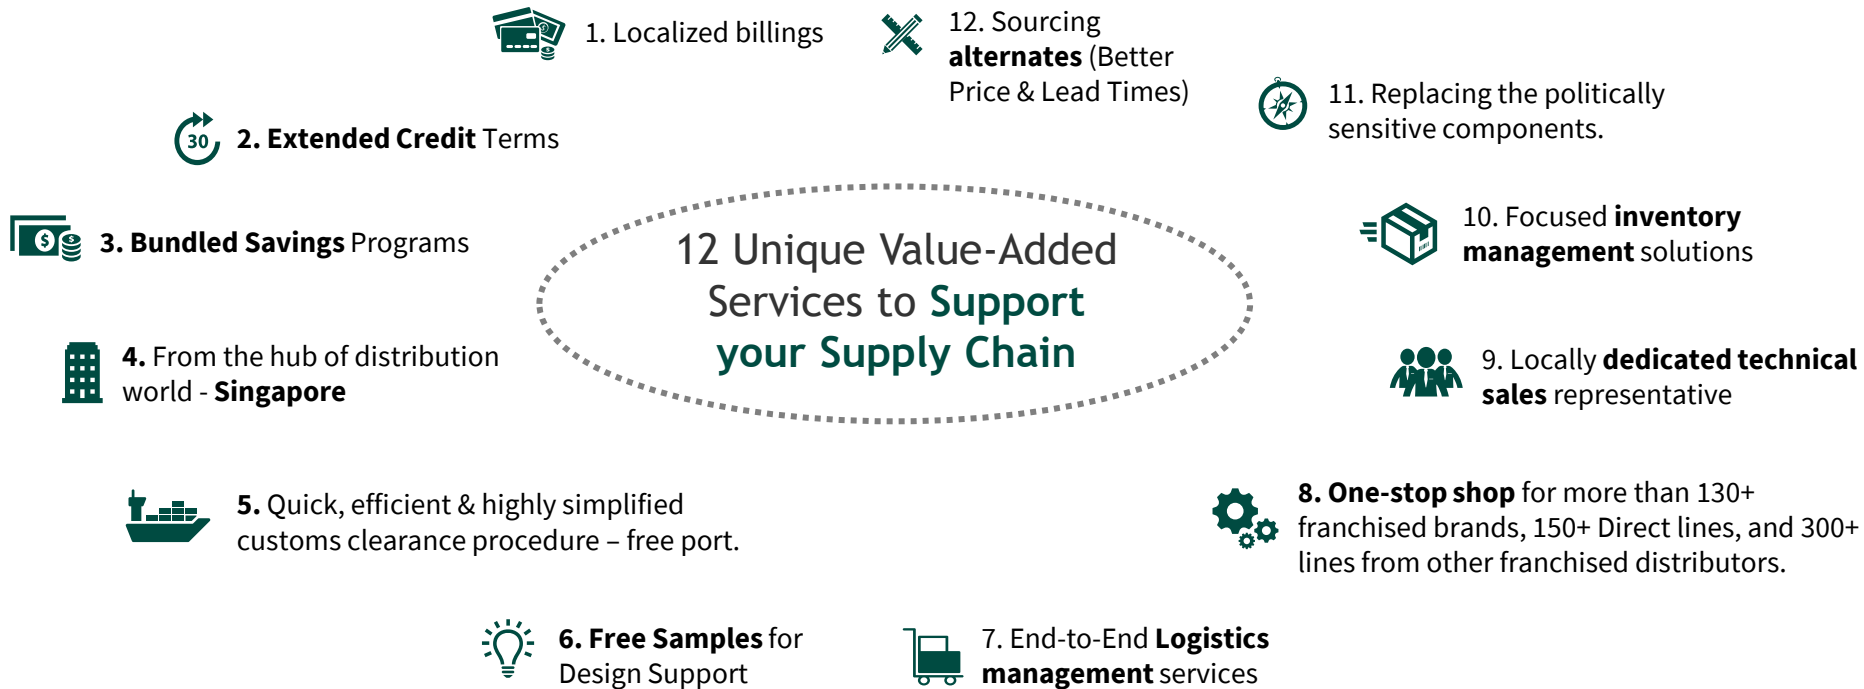 12 Unique Value-Added
Services to Support
your Supply Chain
1. Localized billings
30
2. Extended Credit Terms
3. Bundled Savings Programs
4. From the hub of distribution
world - Singapore
5. Quick, efficient & highly simplified
customs clearance procedure – free port.
6. Free Samples for
Design Support
7. End-to-End Logistics
management services
8. One-stop shop for more than 130+
franchised brands, 150+ Direct lines, and 300+
lines from other franchised distributors.
9. Locally dedicated technical
sales representative
10. Focused inventory
management solutions
11. Replacing the politically
sensitive components.
12. Sourcing
alternates (Better
Price & Lead Times)